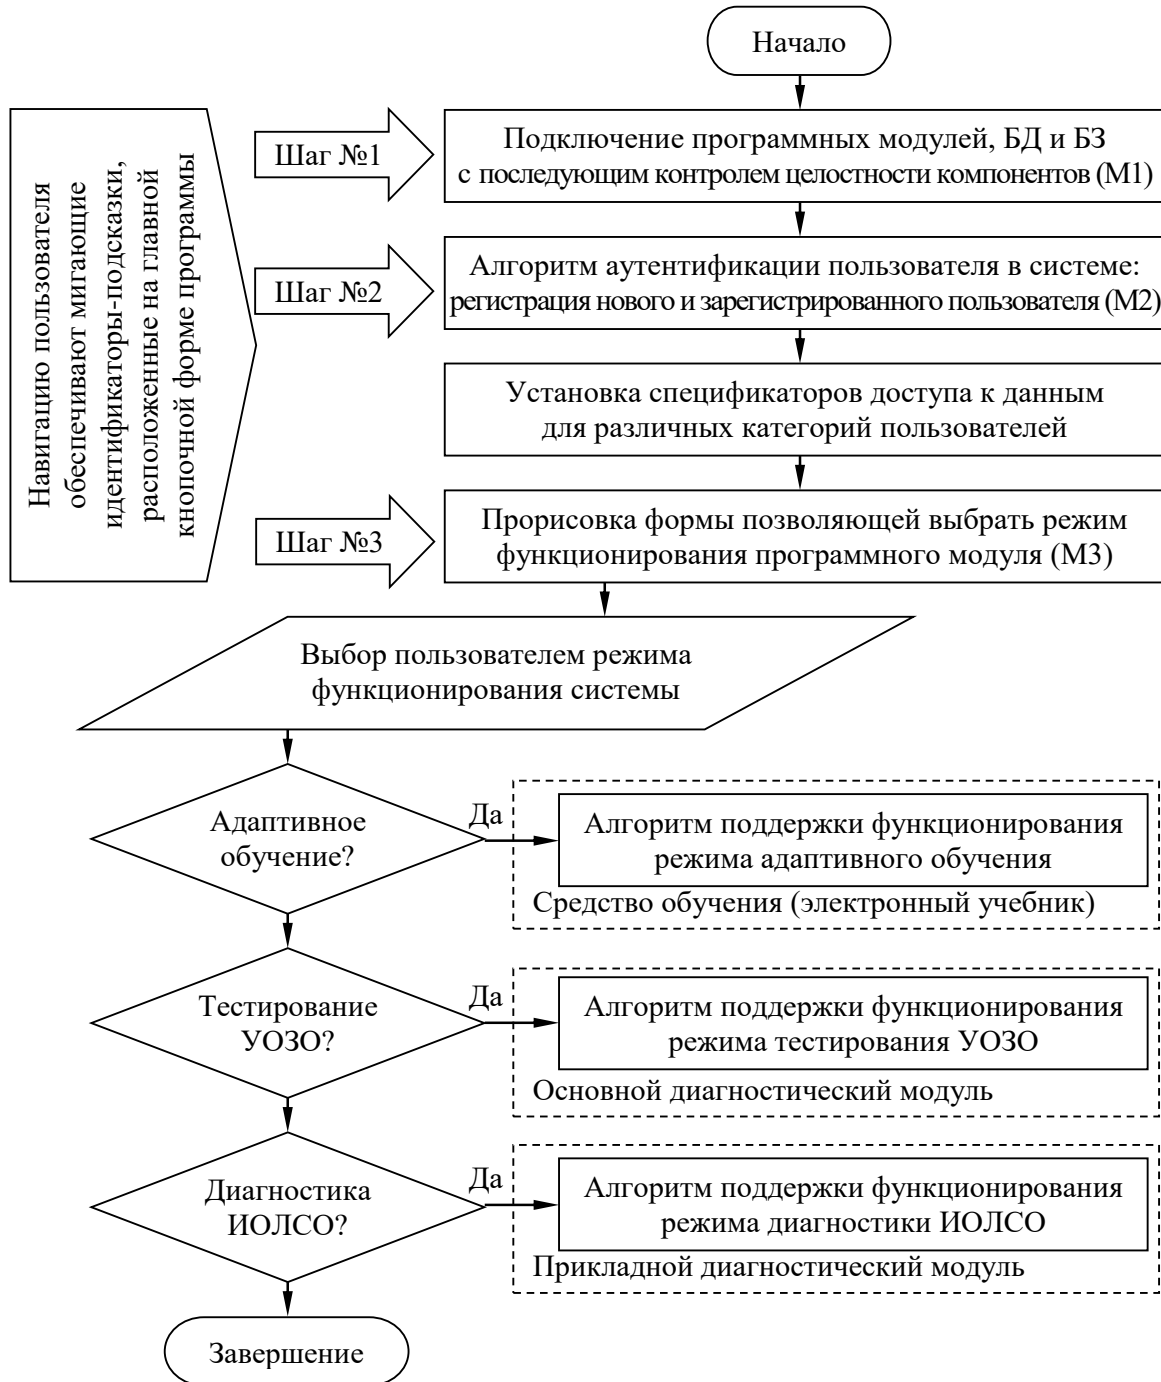 Начало
Навигацию пользователя
обеспечивают мигающие
идентификаторы-подсказки,
расположенные на главной
кнопочной форме программы
Шаг №1
Подключение программных модулей, БД и БЗ
с последующим контролем целостности компонентов (М1)
Шаг №2
Алгоритм аутентификации пользователя в системе:
регистрация нового и зарегистрированного пользователя (М2)
Установка спецификаторов доступа к данным
для различных категорий пользователей
Шаг №3
Прорисовка формы позволяющей выбрать режим
функционирования программного модуля (М3)
Выбор пользователем режима
функционирования системы
Адаптивное
обучение?
Да
Алгоритм поддержки функционирования
режима адаптивного обучения
Средство обучения (электронный учебник)
Тестирование
УОЗО?
Да
Алгоритм поддержки функционирования
режима тестирования УОЗО
Основной диагностический модуль
Диагностика
ИОЛСО?
Да
Алгоритм поддержки функционирования
режима диагностики ИОЛСО
Прикладной диагностический модуль
Завершение